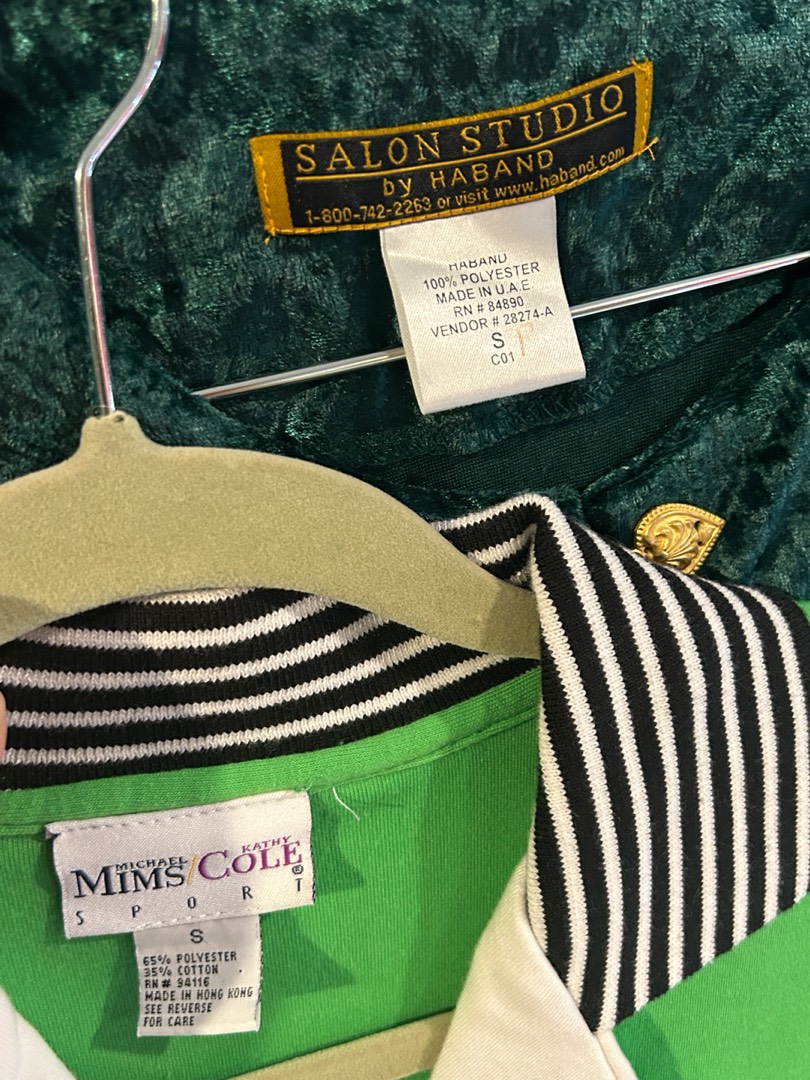 SALON STUDIO
by HABAND
1-800-742-2263 or visit www.haband.com
HABAND
100% POLYESTER
MADE IN U.A.E
RN # 84890
VENDOR # 28274-A
S
C01
MICHAEL KATHY
MIMS/COLE®
SPORT
S
65% POLYESTER
35% COTTON
RN# 94116
MADE IN HONG KONG
SEE REVERSE
FOR CARE